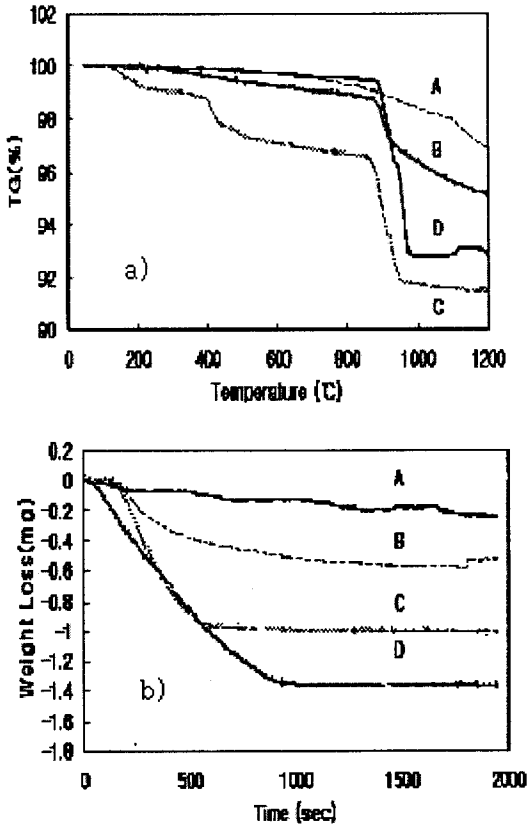 102
100
98
96
94
92
90
TG(%)
A
B
D
C
a)
0 200 400 600 800 1000 1200
Temperature (℃)
0.2
0
-0.2
-0.4
-0.6
-0.8
-1
-1.2
-1.4
-1.6
-1.8
Weight Loss(mg)
A
B
C
D
b)
0 500 1000 1500 2000
Time (sec)